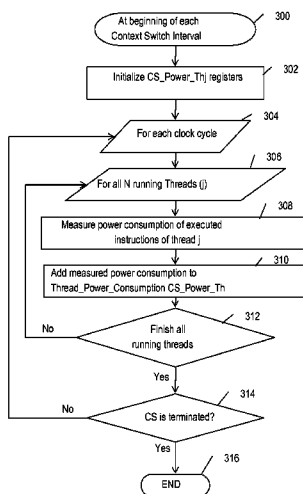 At beginning of each
Context Switch Interval
300
Initialize CS_Power_Thj registers
302
For each clock cycle
304
For all N running Threads (j)
306
Measure power consumption of executed
instructions of thread j
308
Add measured power consumption to
Thread_Power_Consumption CS_Power_Th
310
Finish all
running threads
312
No
Yes
CS is terminated?
314
No
Yes
END
316